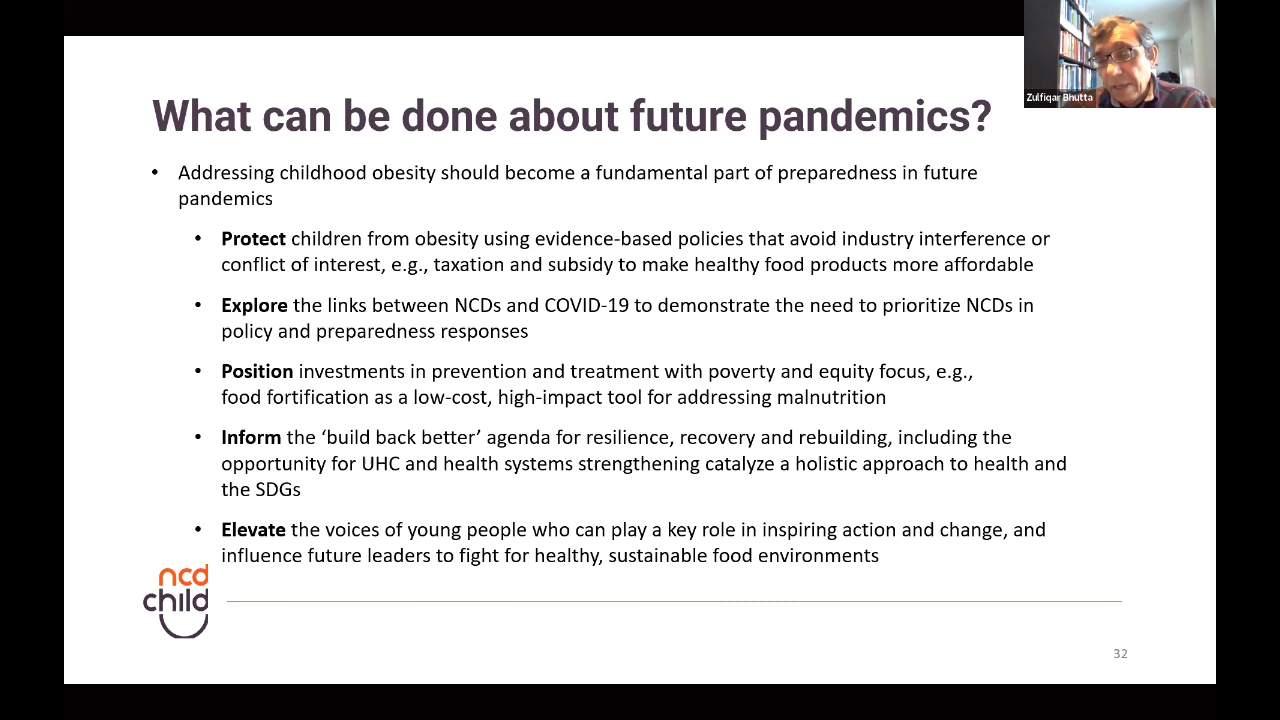 Zulfiqar Bhutta
What can be done about future pandemics?
• Addressing childhood obesity should become a fundamental part of preparedness in future
pandemics
• Protect children from obesity using evidence-based policies that avoid industry interference or
conflict of interest, e.g., taxation and subsidy to make healthy food products more affordable
• Explore the links between NCDs and COVID-19 to demonstrate the need to prioritize NCDs in
policy and preparedness responses
• Position investments in prevention and treatment with poverty and equity focus, e.g.,
food fortification as a low-cost, high-impact tool for addressing malnutrition
• Inform the ‘build back better’ agenda for resilience, recovery and rebuilding, including the
opportunity for UHC and health systems strengthening catalyze a holistic approach to health and
the SDGs
• Elevate the voices of young people who can play a key role in inspiring action and change, and
influence future leaders to fight for healthy, sustainable food environments
ncd
child
32